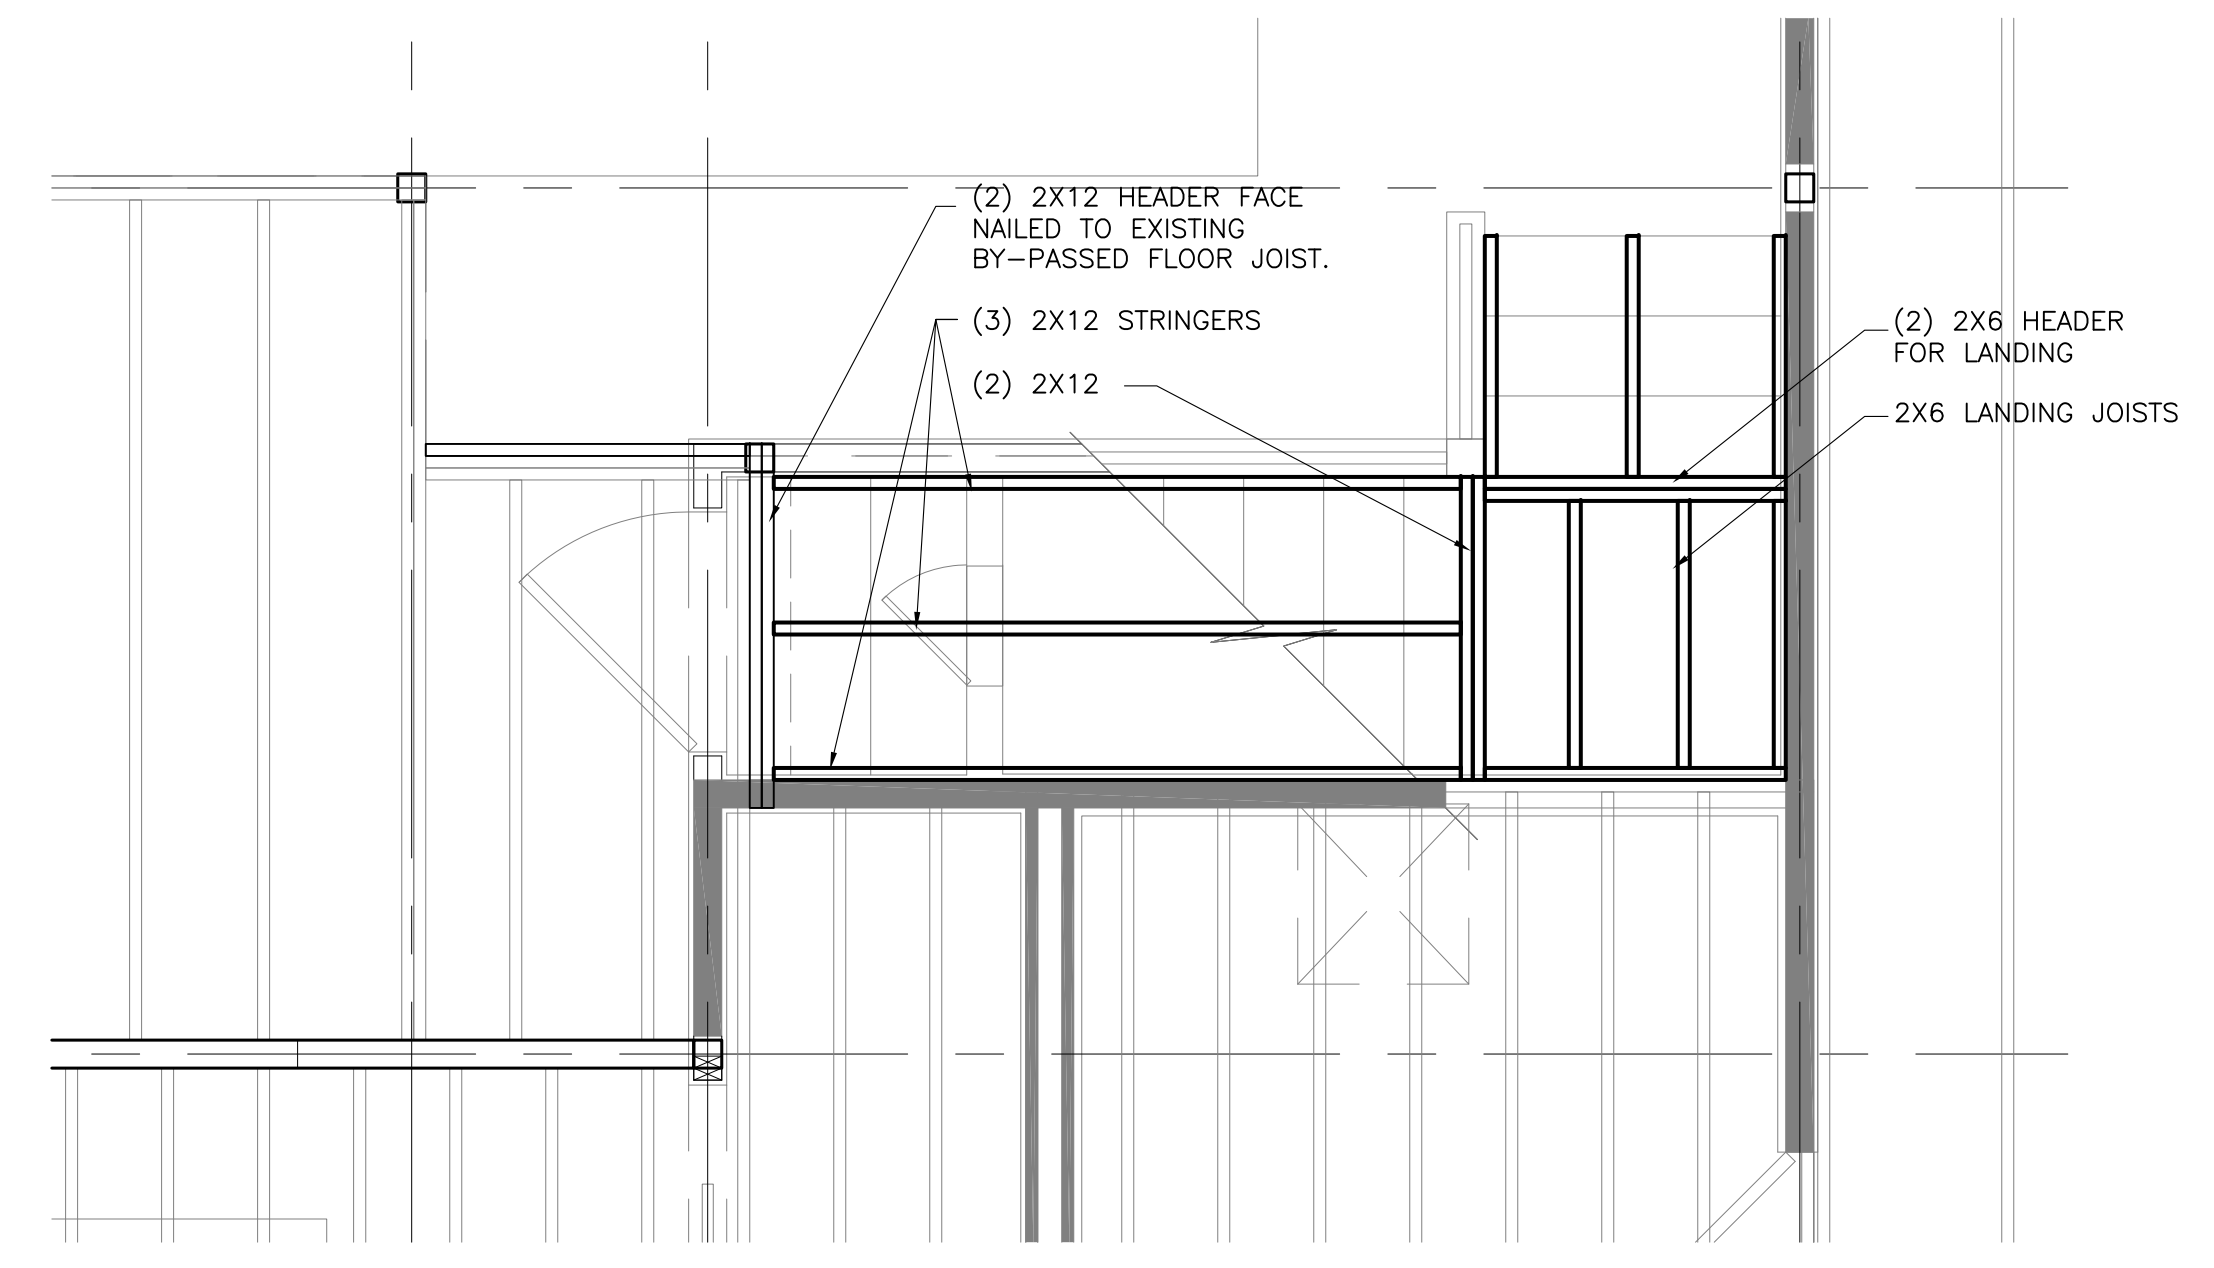 (2) 2X12 HEADER FACE
NAILED TO EXISTING
BY-PASSED FLOOR JOIST.
(3) 2X12 STRINGERS
(2) 2X12
(2) 2X6 HEADER
FOR LANDING
2X6 LANDING JOISTS